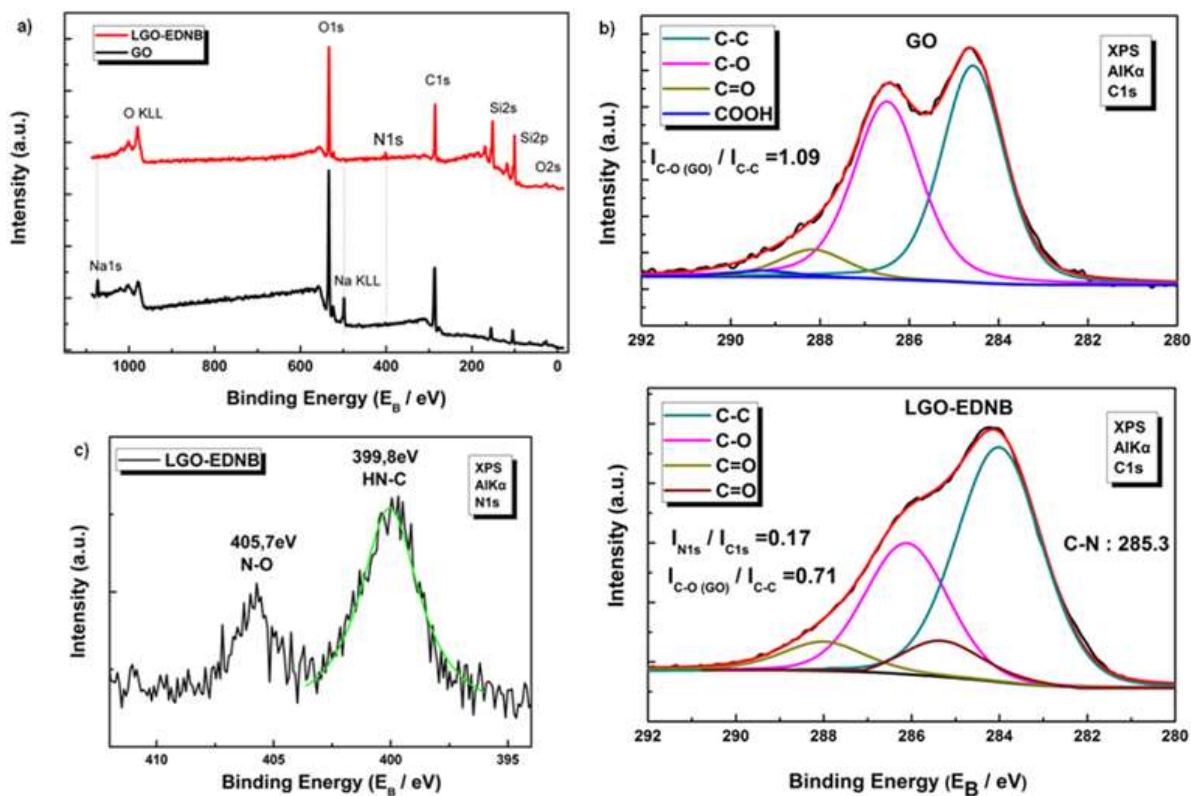 a)
LGO-EDNB
GO
O1s
O KLL
C1s
N1s
Si2s
Si2p
O2s
Na1s
Na KLL
Intensity (a.u.)
1000 800 600 400 200 0
Binding Energy (E_B / eV)
b)
C-C
C-O
C=O
COOH
GO
XPS
AlKα
C1s
I_C-O (GO) / I_C-C =1.09
Intensity (a.u.)
292 290 288 286 284 282 280
c)
LGO-EDNB
399,8eV
HN-C
405,7eV
N-O
XPS
AlKα
N1s
Intensity (a.u.)
410 405 400 395
Binding Energy (E_B / eV)
C-C
C-O
C=O
C=O
LGO-EDNB
XPS
AlKα
C1s
I_N1s / I_C1s =0.17
I_C-O (GO) / I_C-C =0.71
C-N : 285.3
Intensity (a.u.)
292 290 288 286 284 282 280
Binding Energy (E_B / eV)